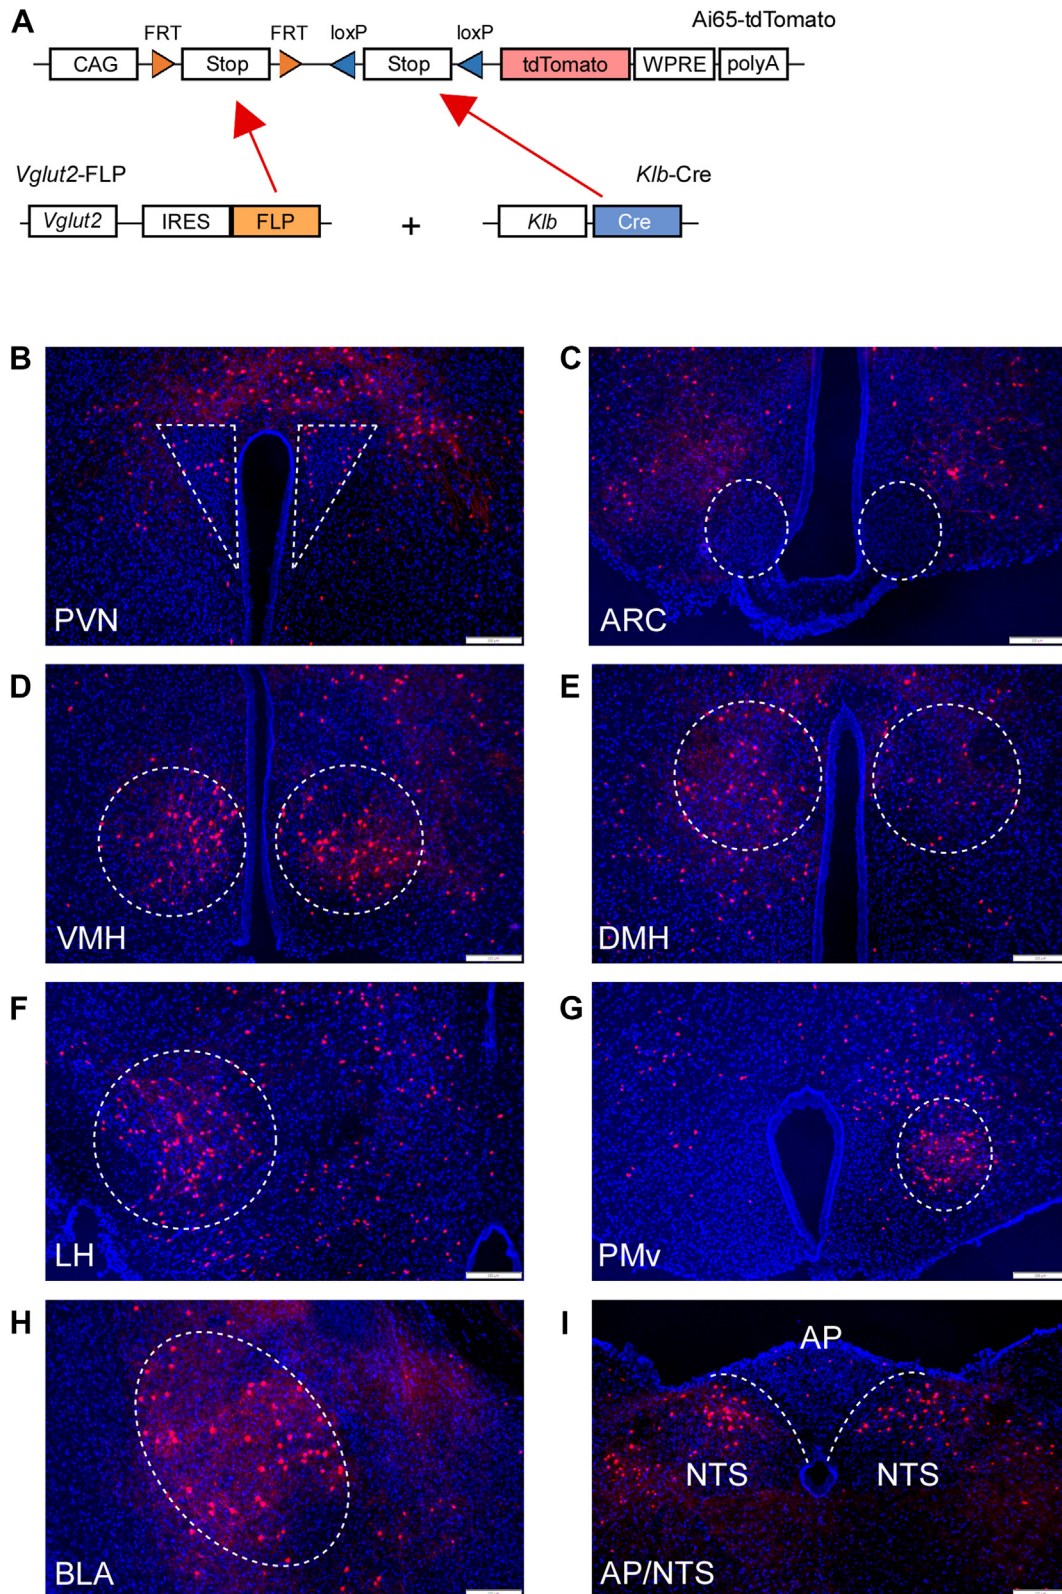 A
Ai65-tdTomato
FRT FRT loxP loxP
CAG Stop Stop tdTomato WPRE polyA
Vglut2-FLP Klb-Cre
Vglut2 IRES FLP + Klb Cre
B
PVN
C
ARC
D
VMH
E
DMH
F
LH
G
PMv
H
BLA
I
AP
NTS NTS
AP/NTS